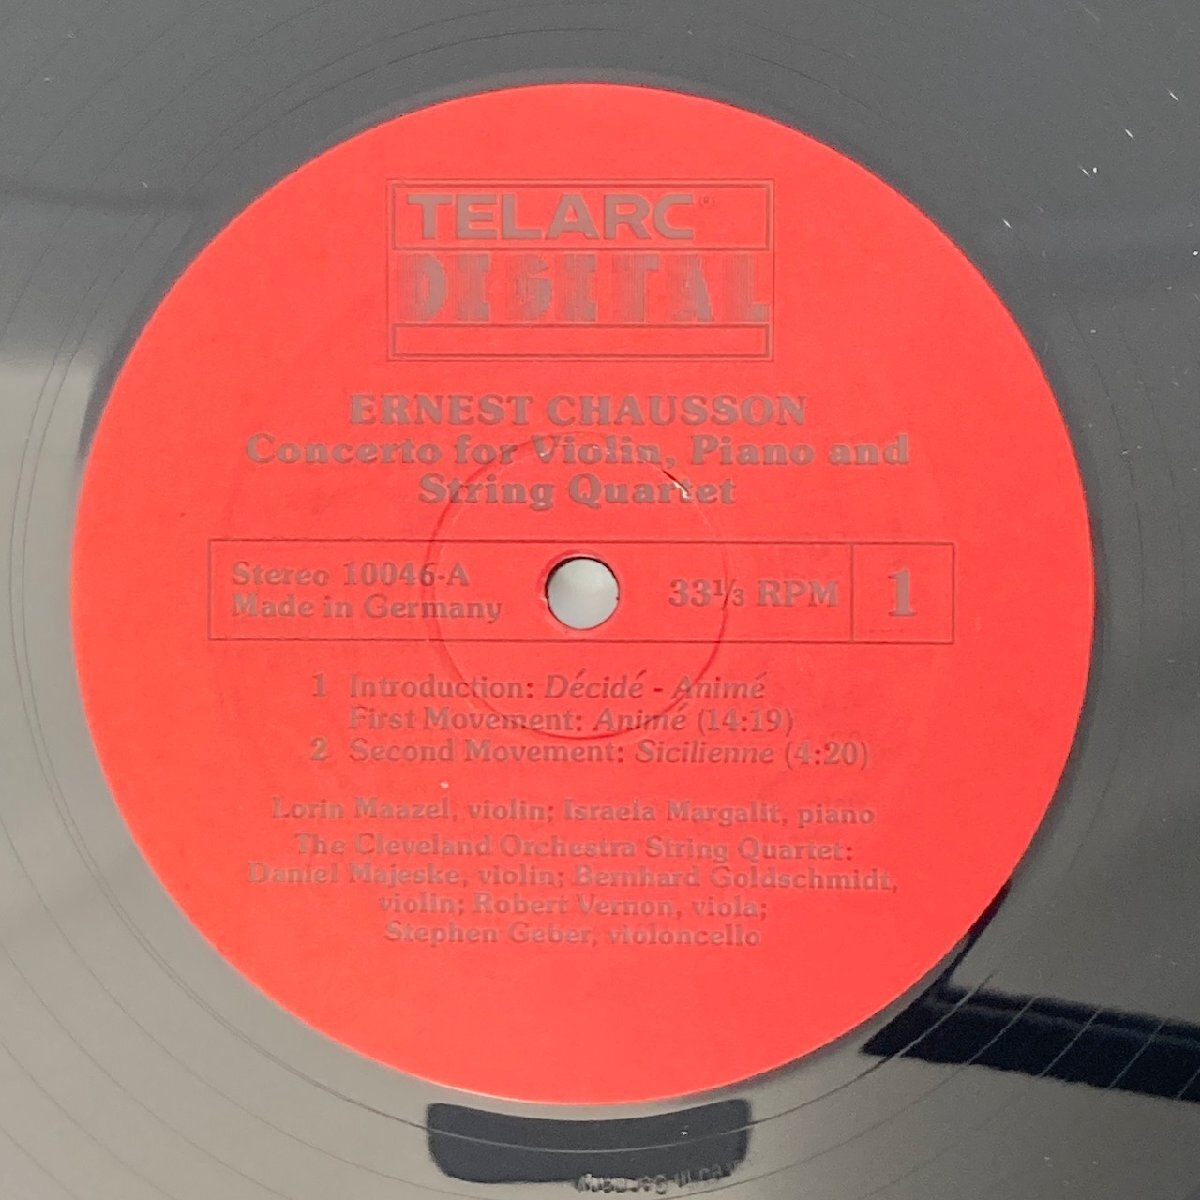 TELARC®
DIGITAL
ERNEST CHAUSSON
Concerto for Violin, Piano and
String Quartet
Stereo 10046-A
Made in Germany
33⅓ RPM
1
1 Introduction: Décidé - Animé
First Movement: Animé (14:19)
2 Second Movement: Sicilienne (4:20)
Lorin Maazel, violin; Israela Margalit, piano
The Cleveland Orchestra String Quartet:
Daniel Majeske, violin; Bernhard Goldschmidt,
violin; Robert Vernon, viola;
Stephen Geber, violoncello